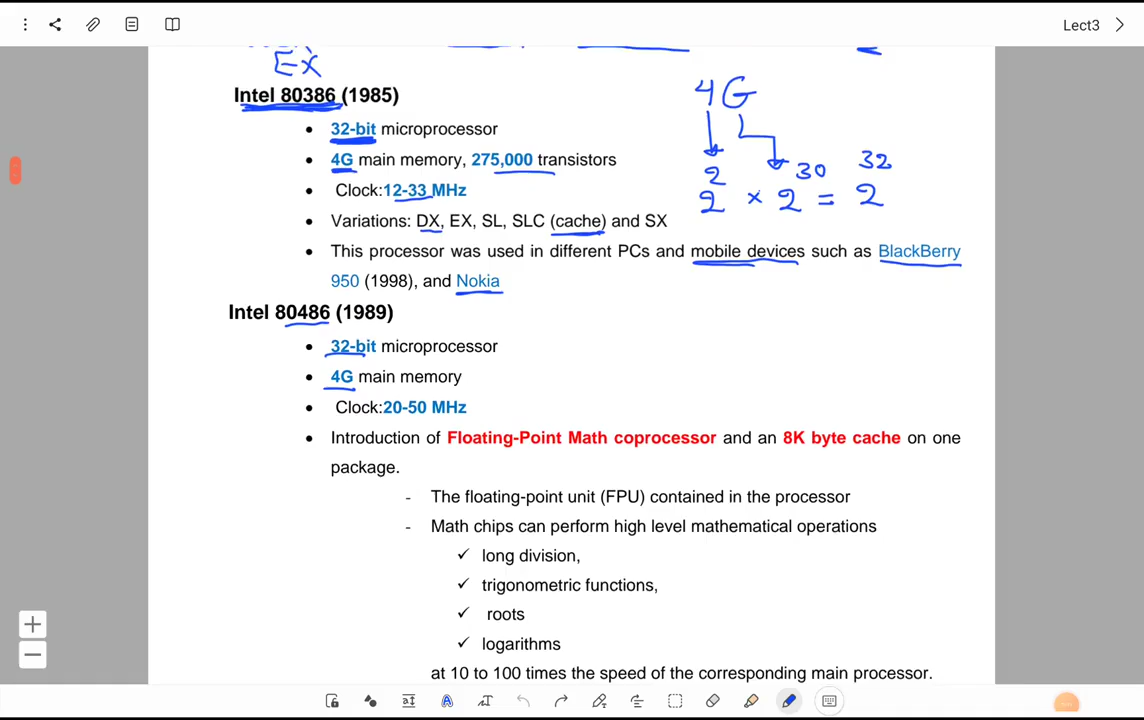 Lect3
EX
Intel 80386 (1985)
4G
• 32-bit microprocessor
• 4G main memory, 275,000 transistors
2 30 32
2 × 2 = 2
• Clock:12-33 MHz
• Variations: DX, EX, SL, SLC (cache) and SX
• This processor was used in different PCs and mobile devices such as BlackBerry
950 (1998), and Nokia
Intel 80486 (1989)
• 32-bit microprocessor
• 4G main memory
• Clock:20-50 MHz
• Introduction of Floating-Point Math coprocessor and an 8K byte cache on one
package.
- The floating-point unit (FPU) contained in the processor
- Math chips can perform high level mathematical operations
✓ long division,
✓ trigonometric functions,
✓ roots
✓ logarithms
at 10 to 100 times the speed of the corresponding main processor.